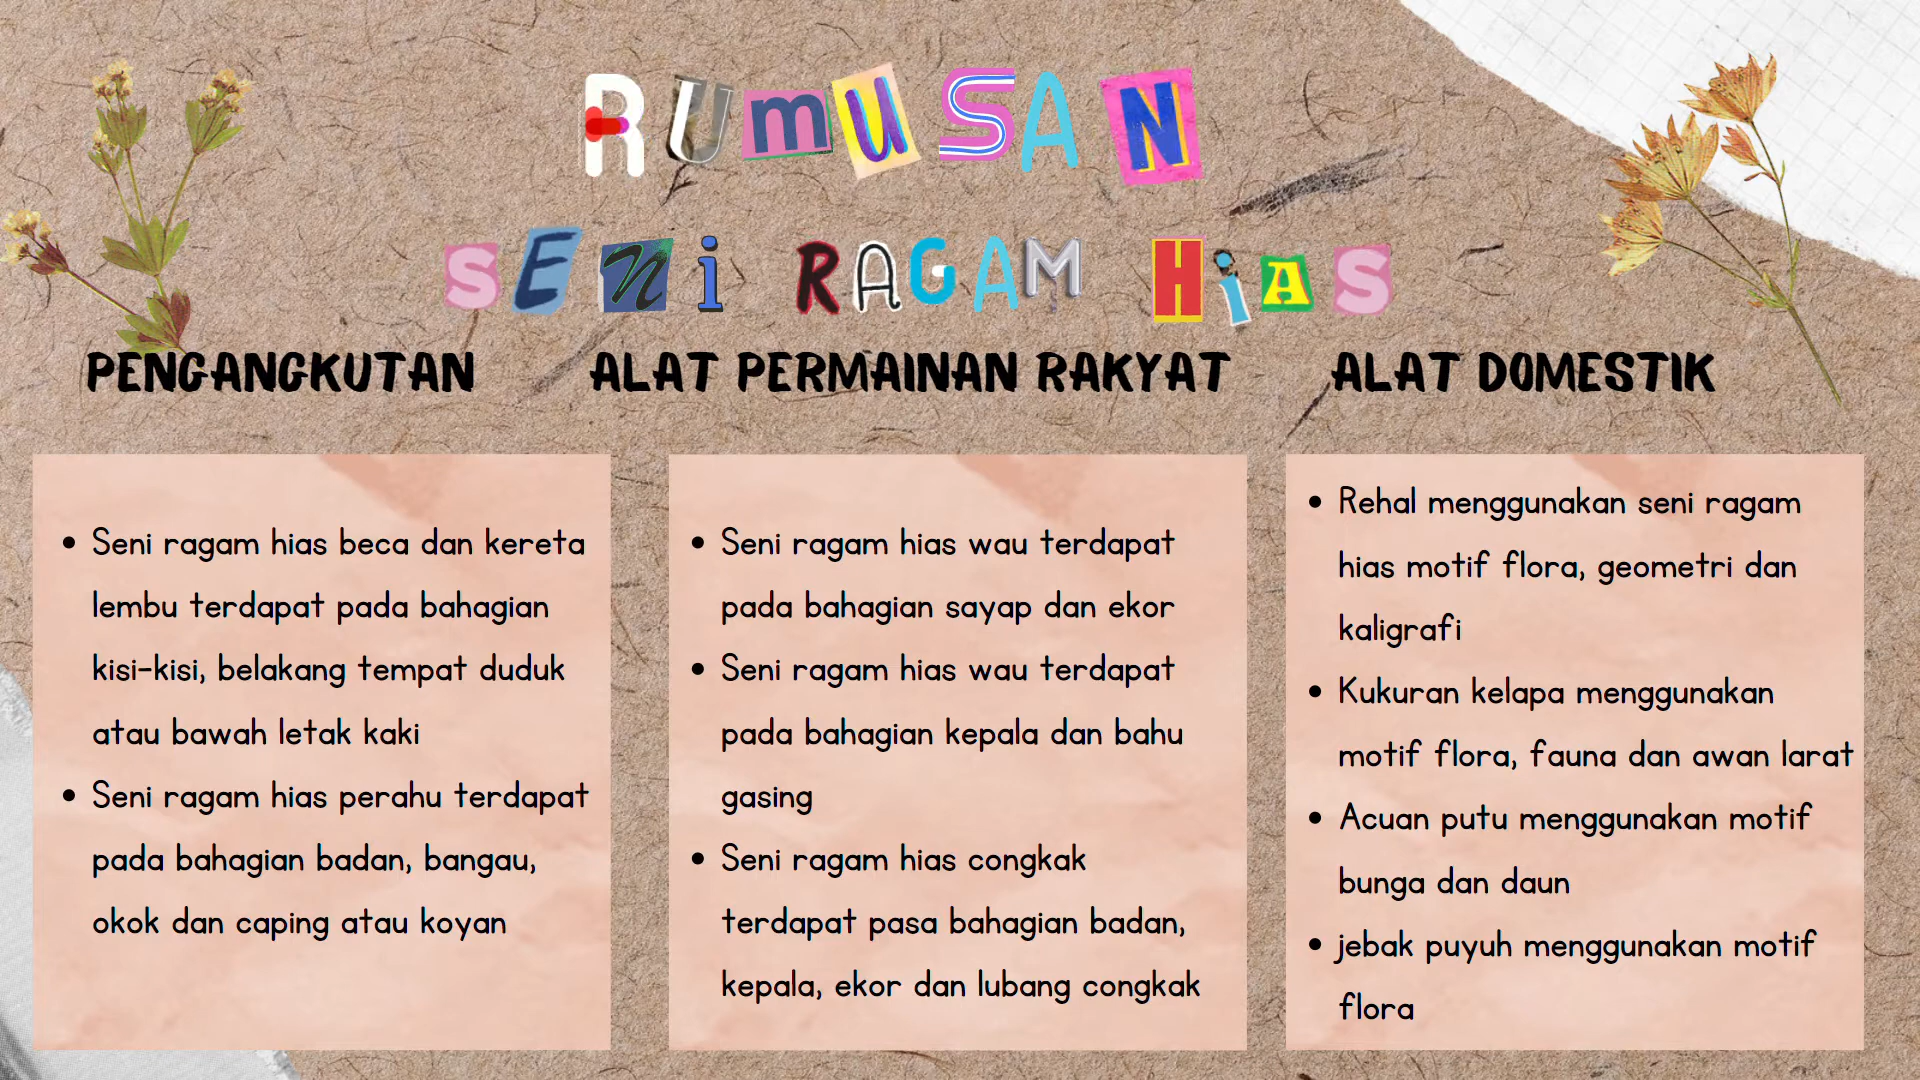 RUmUSAN
SENi RAGAM HiAS
PENGANGKUTAN
ALAT PERMAINAN RAKYAT
ALAT DOMESTIK
• Seni ragam hias beca dan kereta
lembu terdapat pada bahagian
kisi-kisi, belakang tempat duduk
atau bawah letak kaki
• Seni ragam hias perahu terdapat
pada bahagian badan, bangau,
okok dan caping atau koyan
• Seni ragam hias wau terdapat
pada bahagian sayap dan ekor
• Seni ragam hias wau terdapat
pada bahagian kepala dan bahu
gasing
• Seni ragam hias congkak
terdapat pasa bahagian badan,
kepala, ekor dan lubang congkak
• Rehal menggunakan seni ragam
hias motif flora, geometri dan
kaligrafi
• Kukuran kelapa menggunakan
motif flora, fauna dan awan larat
• Acuan putu menggunakan motif
bunga dan daun
• jebak puyuh menggunakan motif
flora